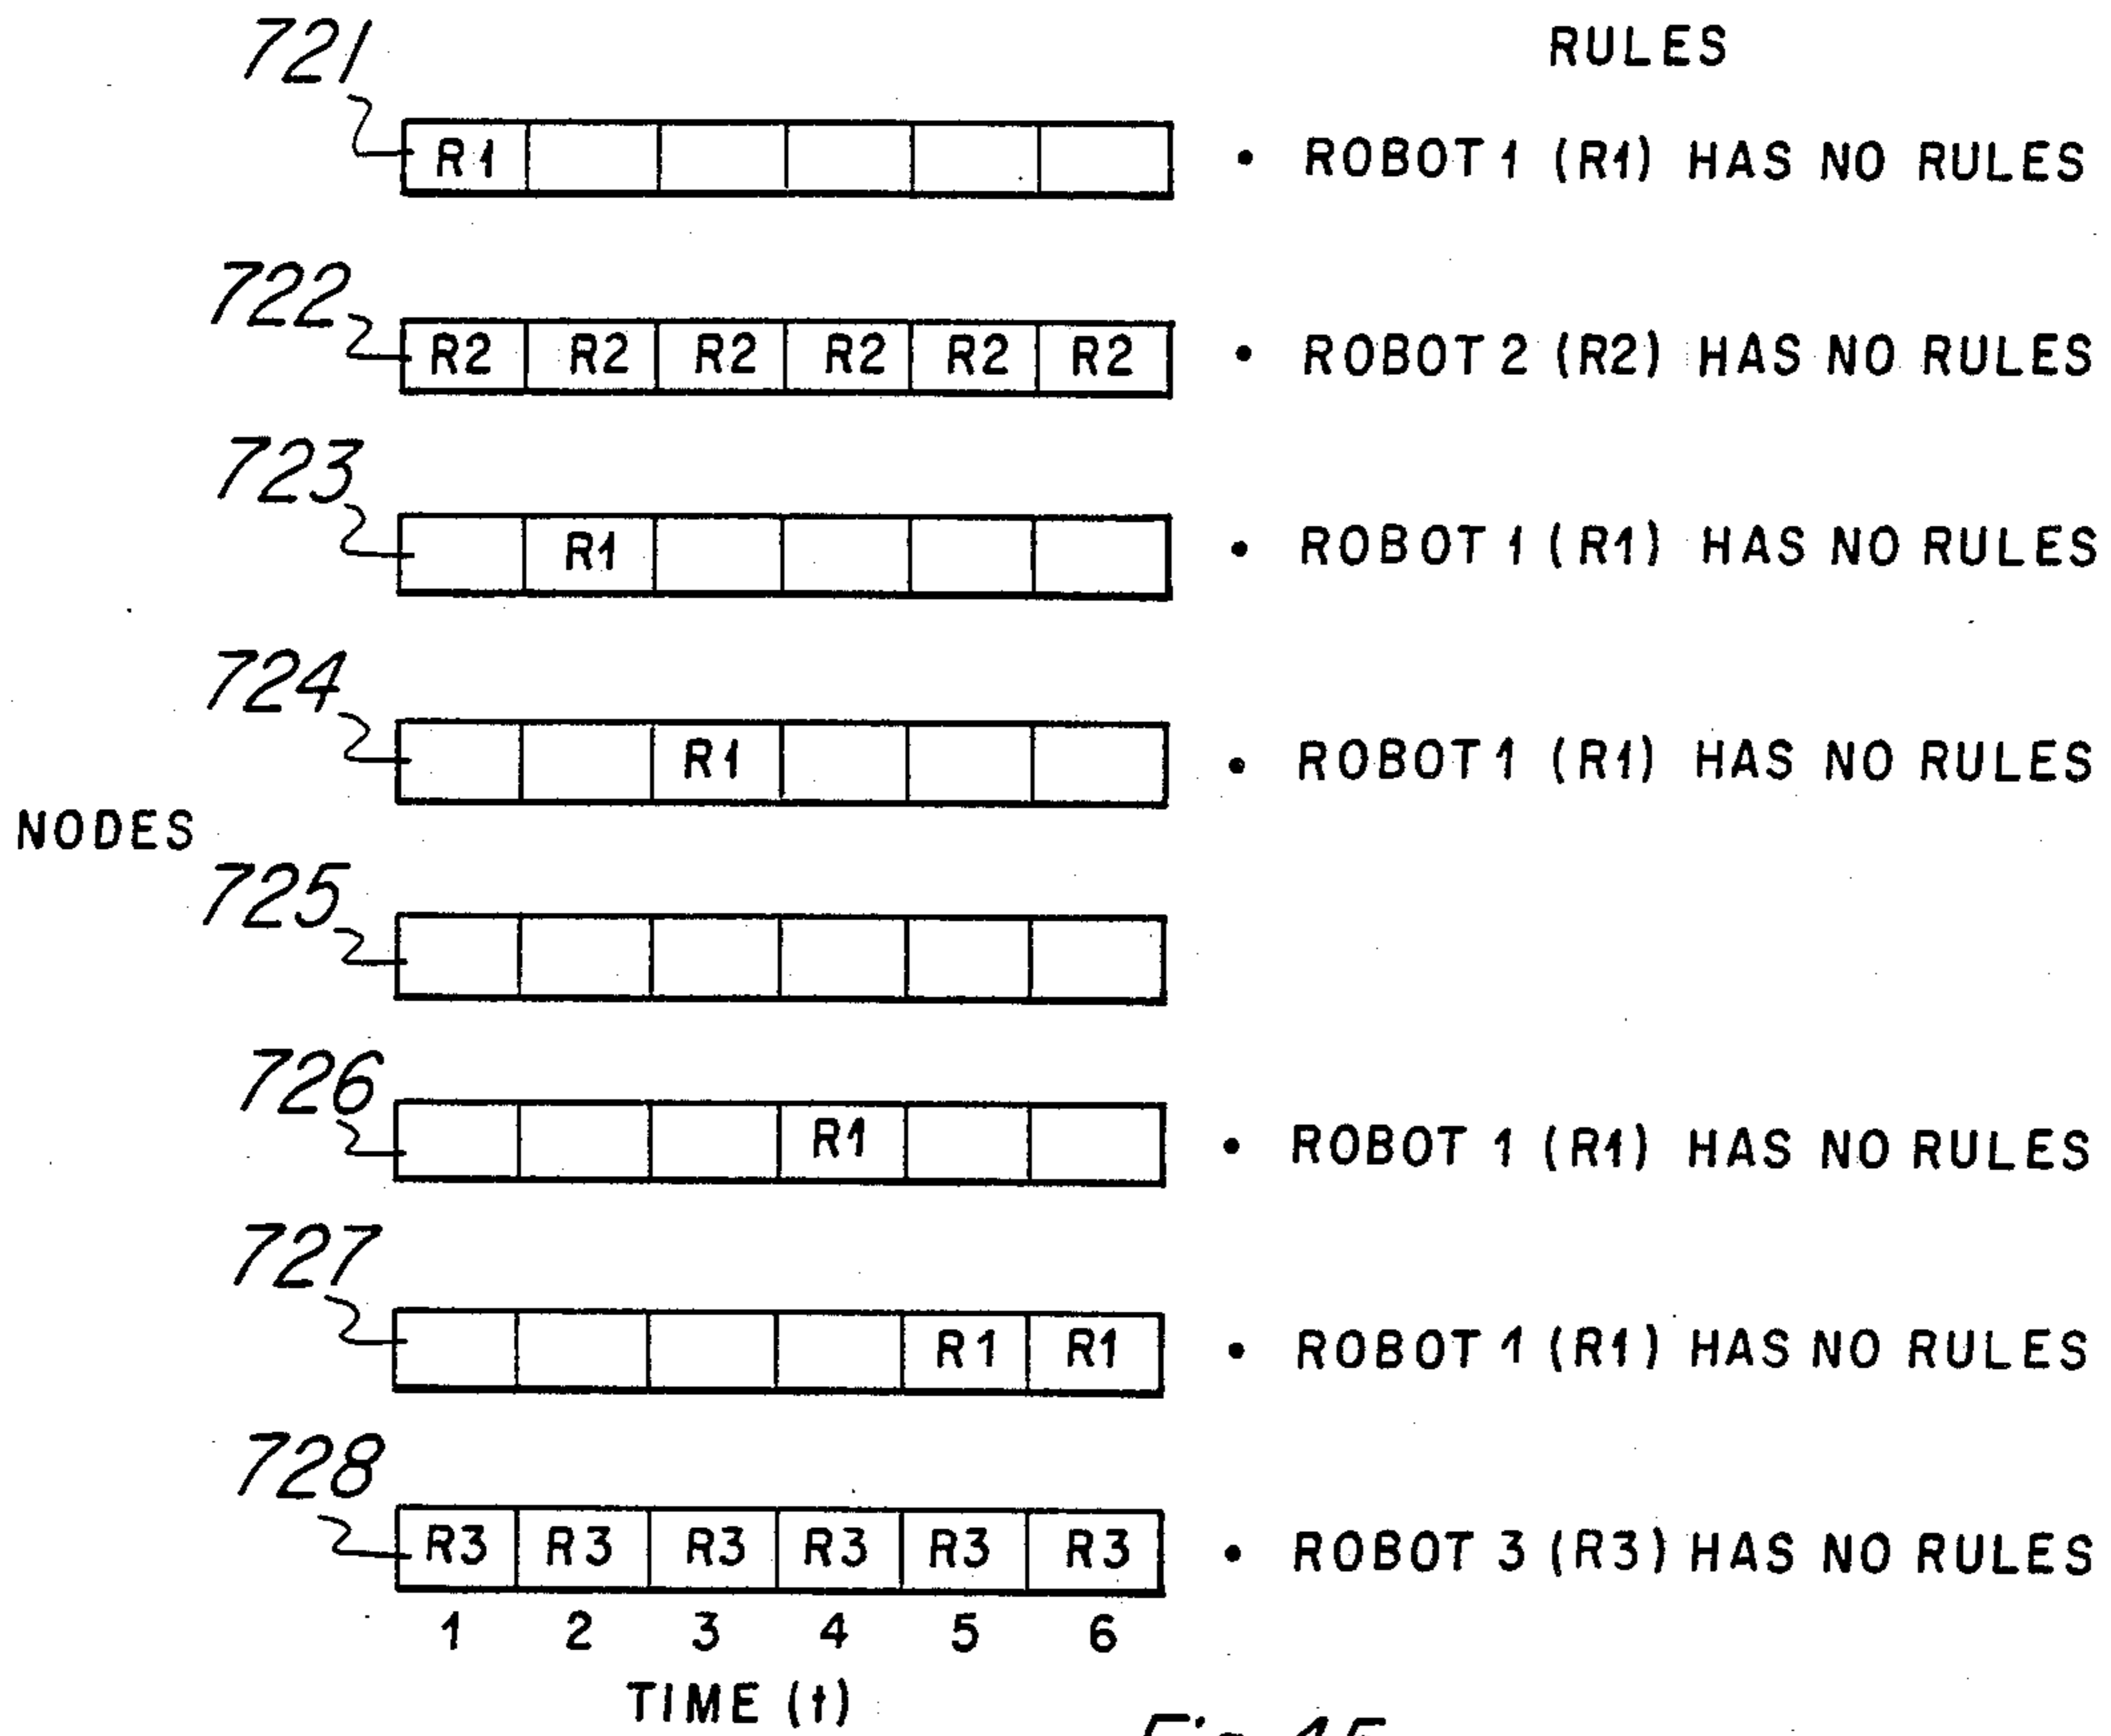 RULES
721
R1
• ROBOT 1 (R1) HAS NO RULES
722
R2 R2 R2 R2 R2 R2
• ROBOT 2 (R2) HAS NO RULES
723
R1
• ROBOT 1 (R1) HAS NO RULES
724
R1
• ROBOT 1 (R1) HAS NO RULES
NODES
725
726
R1
• ROBOT 1 (R1) HAS NO RULES
727
R1 R1
• ROBOT 1 (R1) HAS NO RULES
728
R3 R3 R3 R3 R3 R3
• ROBOT 3 (R3) HAS NO RULES
1 2 3 4 5 6
TIME (t)